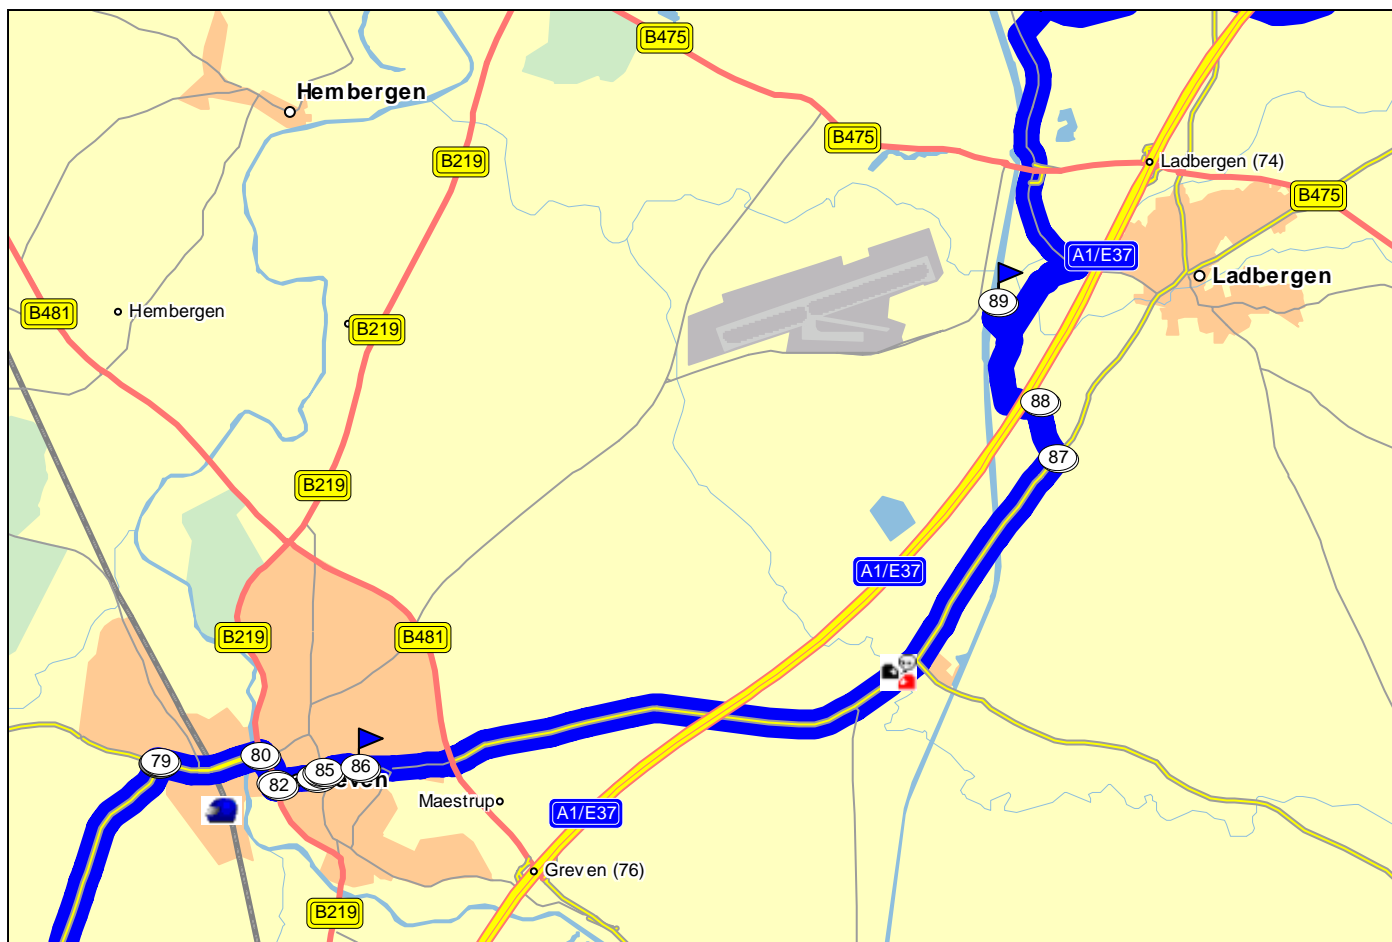 B475
Hembergen
B475
B219
Ladbergen (74)
B475
A1/E37
Ladbergen
89
B481
Hembergen
B219
88
87
B219
A1/E37
B219
B481
80
79
85
86
82
Maestrup
A1/E37
Greven (76)
B219